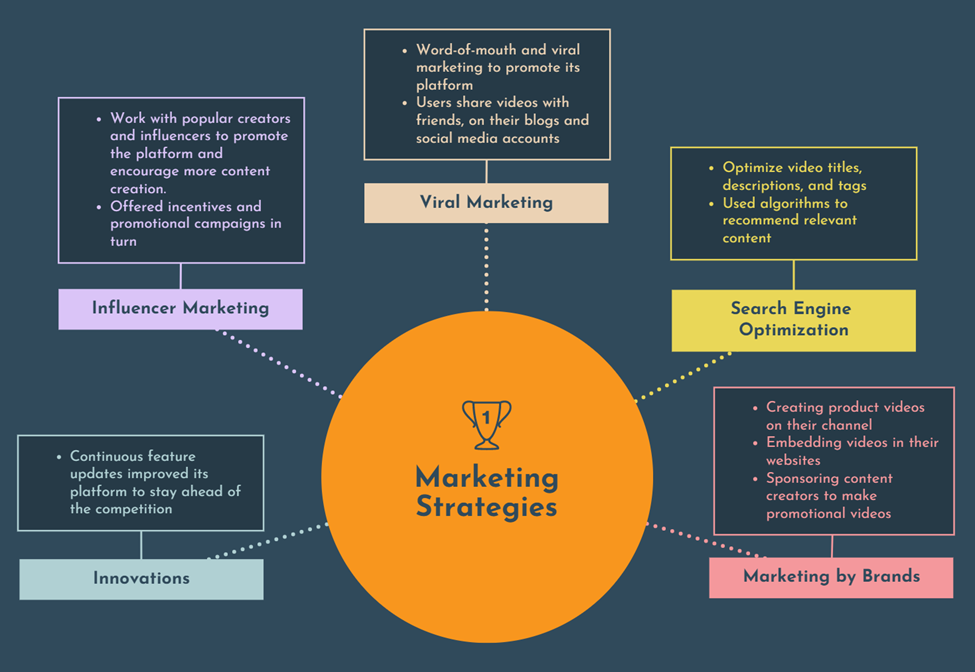 • Word-of-mouth and viral
marketing to promote its
platform
• Users share videos with
friends, on their blogs and
social media accounts
Viral Marketing
• Work with popular creators
and influencers to promote
the platform and
encourage more content
creation.
• Offered incentives and
promotional campaigns in
turn
Influencer Marketing
• Optimize video titles,
descriptions, and tags
• Used algorithms to
recommend relevant
content
Search Engine
Optimization
1
Marketing
Strategies
• Continuous feature
updates improved its
platform to stay ahead of
the competition
Innovations
• Creating product videos
on their channel
• Embedding videos in their
websites
• Sponsoring content
creators to make
promotional videos
Marketing by Brands